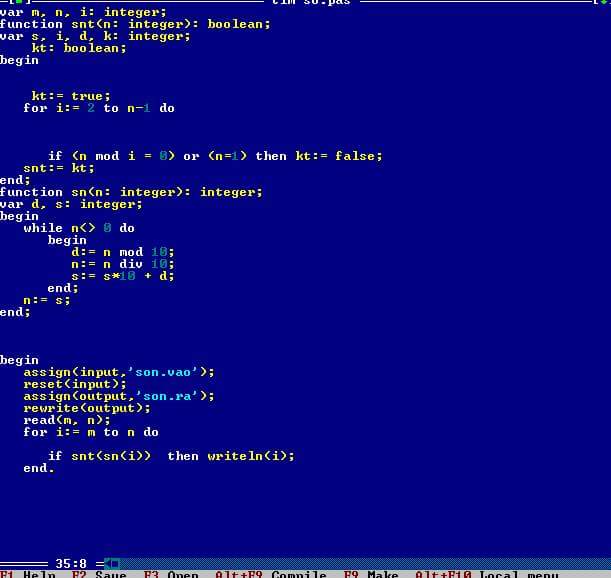 tim so.pas
var m, n, i: integer;
function snt(n: integer): boolean;
var s, i, d, k: integer;
kt: boolean;
begin
kt:= true;
for i:= 2 to n-1 do
if (n mod i = 0) or (n=1) then kt:= false;
snt:= kt;
end;
function sn(n: integer): integer;
var d, s: integer;
begin
while n<> 0 do
begin
d:= n mod 10;
n:= n div 10;
s:= s*10 + d;
end;
n:= s;
end;
begin
assign(input,'son.vao');
reset(input);
assign(output,'son.ra');
rewrite(output);
read(m, n);
for i:= m to n do
if snt(sn(i))  then writeln(i);
end.
35:8
F1 Help F2 Save F3 Open Alt+F9 Compile F9 Make Alt+F10 Local menu